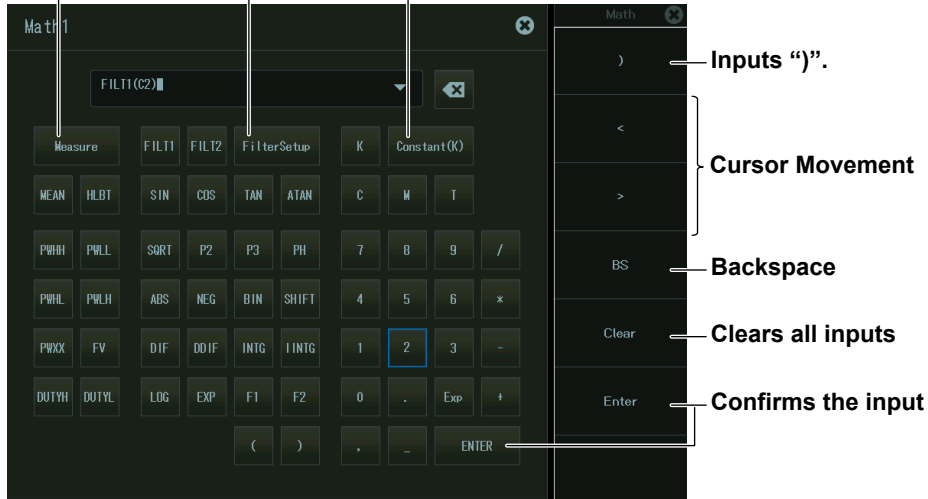 Math1
Math
FILT1(C2)
Measure FILT1 FILT2 FilterSetup K Constant(K)
MEAN HLBT SIN COS TAN ATAN C M T
PWHH PWLL SQRT P2 P3 PH 7 8 9 /
PWHL PWLH ABS NEG BIN SHIFT 4 5 6 *
PWXX FV DIF DDIF INTG IINTG 1 2 3 -
DUTYH DUTYL LOG EXP F1 F2 0 . Exp +
( ) , _ ENTER
)
<
>
BS
Clear
Enter
Inputs “)”.
Cursor Movement
Backspace
Clears all inputs
Confirms the input